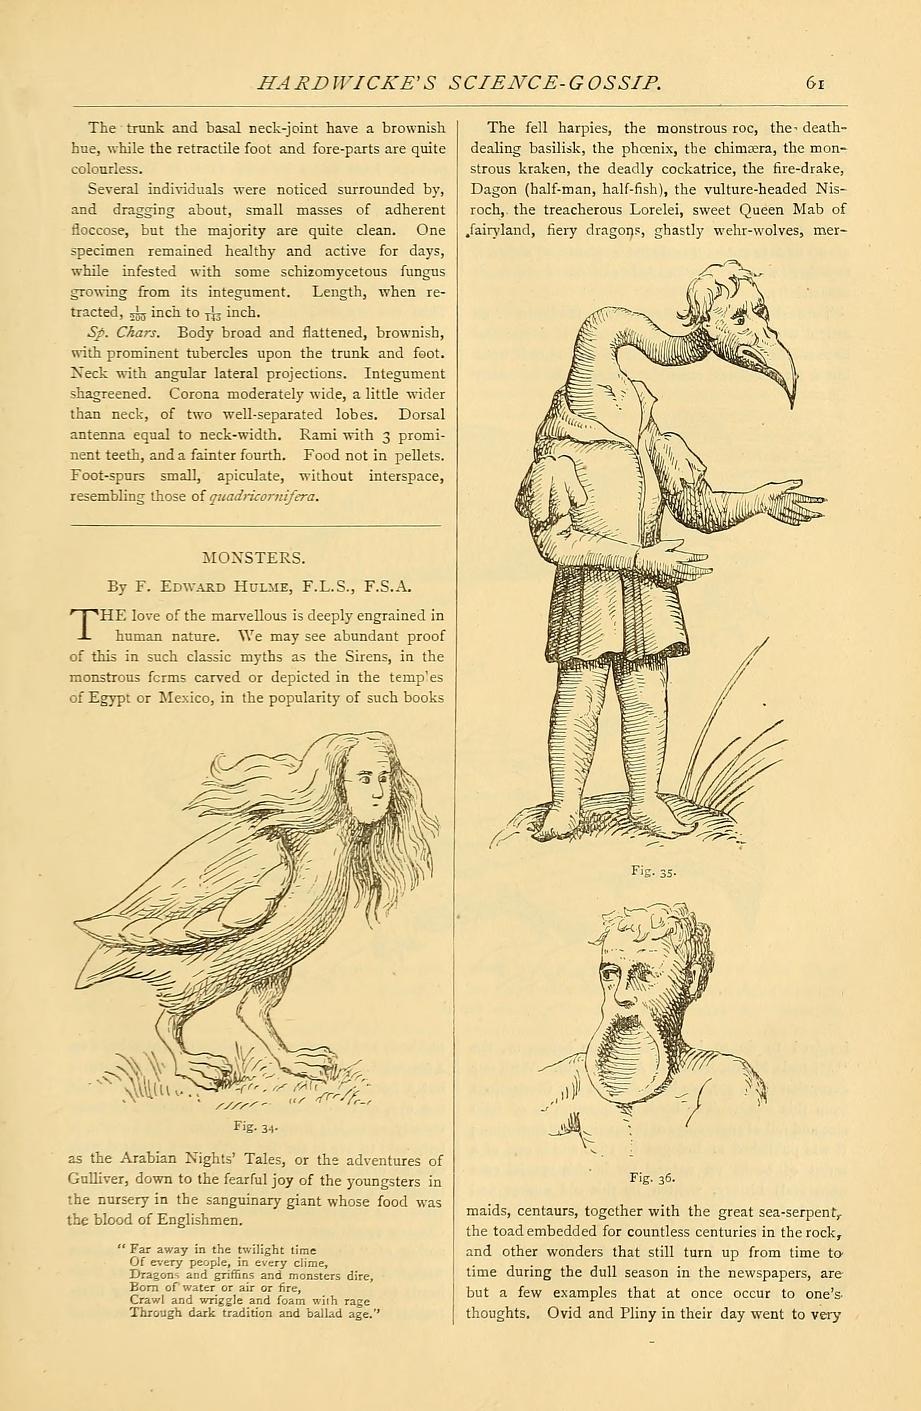 HARDWICKE'S SCIENCE-GOSSIP. 61
The trunk and basal neck-joint have a brownish
hue, while the retractile foot and fore-parts are quite
colourless.
Several individuals were noticed surrounded by,
and dragging about, small masses of adherent
floccose, but the majority are quite clean. One
specimen remained healthy and active for days,
while infested with some schizomycetous fungus
growing from its integument. Length, when re-
tracted, inch to inch.
Sp. Chars. Body broad and flattened, brownish,
with prominent tubercles upon the trunk and foot.
Neck with angular lateral projections. Integument
shagreened. Corona moderately wide, a little wider
than neck, of two well-separated lobes. Dorsal
antenna equal to neck-width. Rami with 3 promi-
nent teeth, and a fainter fourth. Food not in pellets.
Foot-spurs small, apiculate, without interspace,
resembling those of quadricornifera.
MONSTERS.
By F. EDWARD HULME, F.L.S., F.S.A.
THE love of the marvellous is deeply engrained in
human nature. We may see abundant proof
of this in such classic myths as the Sirens, in the
monstrous forms carved or depicted in the temples
of Egypt or Mexico, in the popularity of such books
Fig. 34.
as the Arabian Nights' Tales, or the adventures of
Gulliver, down to the fearful joy of the youngsters in
the nursery in the sanguinary giant whose food was
the blood of Englishmen.
" Far away in the twilight time
Of every people, in every clime,
Dragons and griffins and monsters dire,
Born of water or air or fire,
Crawl and wriggle and foam with rage
Through dark tradition and ballad age."
The fell harpies, the monstrous roc, the death-
dealing basilisk, the phœnix, the chimæra, the mon-
strous kraken, the deadly cockatrice, the fire-drake,
Dagon (half-man, half-fish), the vulture-headed Nis-
roch, the treacherous Lorelei, sweet Queen Mab of
fairyland, fiery dragons, ghastly wehr-wolves, mer-
Fig. 35.
Fig. 36.
maids, centaurs, together with the great sea-serpent,
the toad embedded for countless centuries in the rock,
and other wonders that still turn up from time to
time during the dull season in the newspapers, are
but a few examples that at once occur to one's
thoughts. Ovid and Pliny in their day went to very